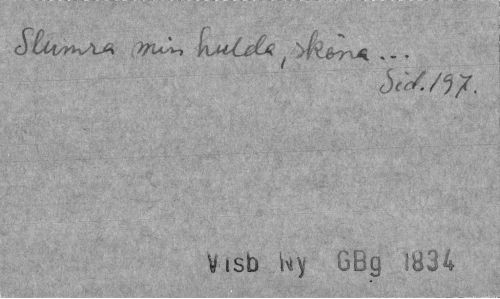 Slumra min hulda, sköna...
Sid. 197.
Visb Ny GBg 1834